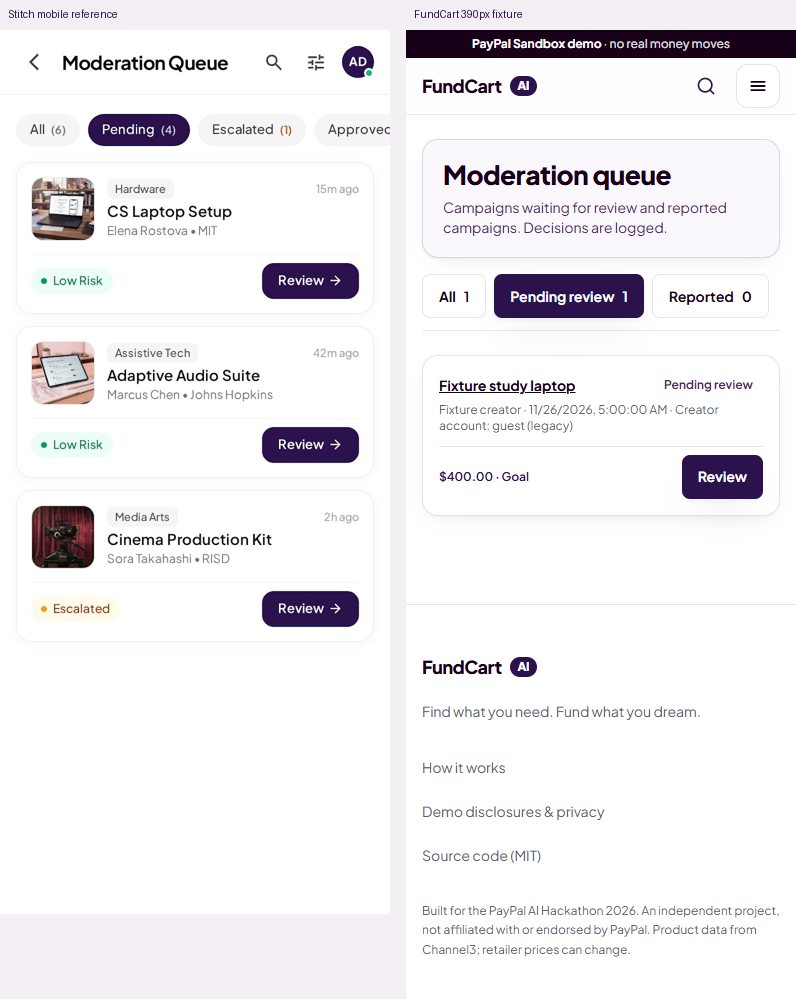 Stitch mobile reference
Moderation Queue
AD
All (6)
Pending (4)
Escalated (1)
Approved
Hardware
15m ago
CS Laptop Setup
Elena Rostova • MIT
Low Risk
Review →
Assistive Tech
42m ago
Adaptive Audio Suite
Marcus Chen • Johns Hopkins
Low Risk
Review →
Media Arts
2h ago
Cinema Production Kit
Sora Takahashi • RISD
Escalated
Review →
FundCart 390px fixture
PayPal Sandbox demo · no real money moves
FundCart AI
Moderation queue
Campaigns waiting for review and reported
campaigns. Decisions are logged.
All 1
Pending review 1
Reported 0
Fixture study laptop
Pending review
Fixture creator · 11/26/2026, 5:00:00 AM · Creator
account: guest (legacy)
$400.00 · Goal
Review
FundCart AI
Find what you need. Fund what you dream.
How it works
Demo disclosures & privacy
Source code (MIT)
Built for the PayPal AI Hackathon 2026. An independent project,
not affiliated with or endorsed by PayPal. Product data from
Channel3; retailer prices can change.